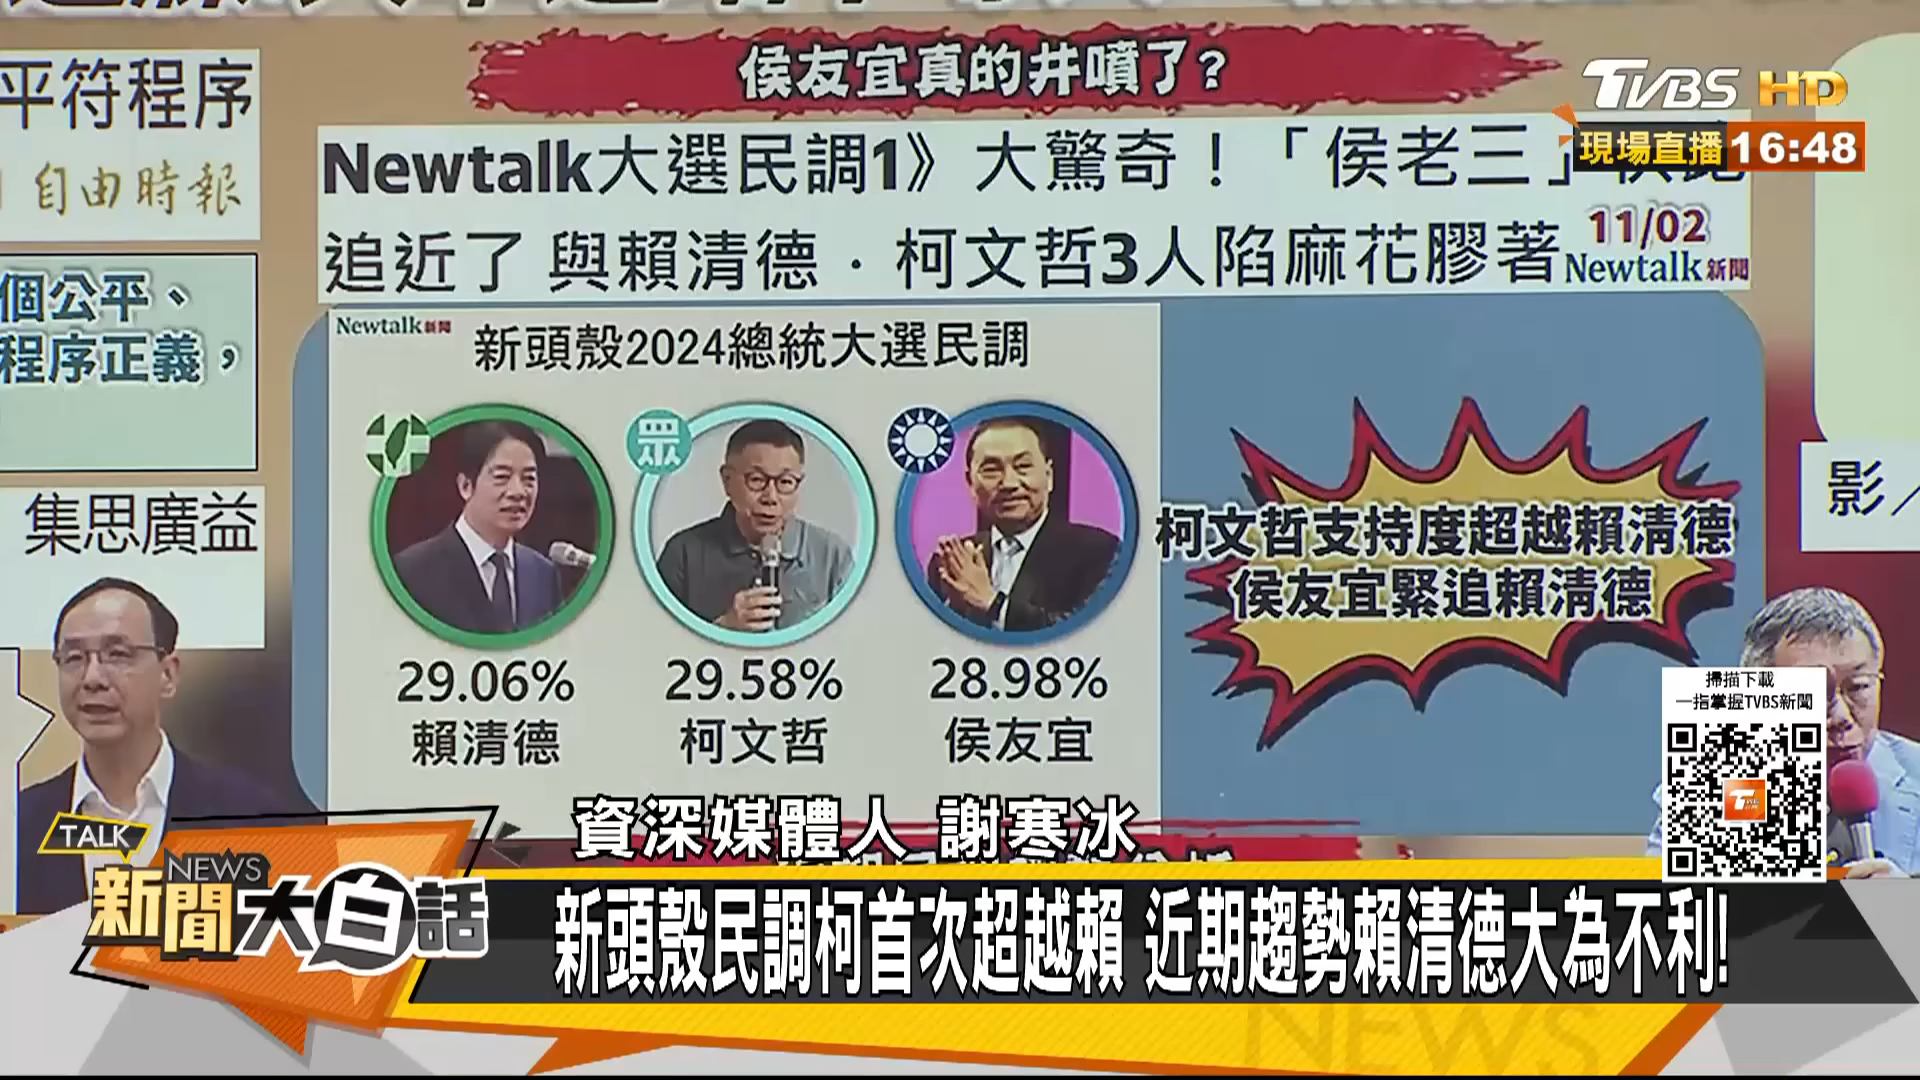 侯友宜真的井噴了?
TVBS HD
現場直播 16:48
平符程序
自由時報
Newtalk大選民調1》大驚奇！「侯老三」
追近了 與賴清德．柯文哲3人陷麻花膠著
11/02
Newtalk新聞
個公平、
程序正義，
集思廣益
影／
Newtalk新聞
新頭殼2024總統大選民調
眾
29.06%
賴清德
29.58%
柯文哲
28.98%
侯友宜
柯文哲支持度超越賴清德
侯友宜緊追賴清德
掃描下載
一指掌握TVBS新聞
資深媒體人 謝寒冰
TALK
NEWS
新聞大白話
新頭殼民調柯首次超越賴 近期趨勢賴清德大為不利!
NEWS